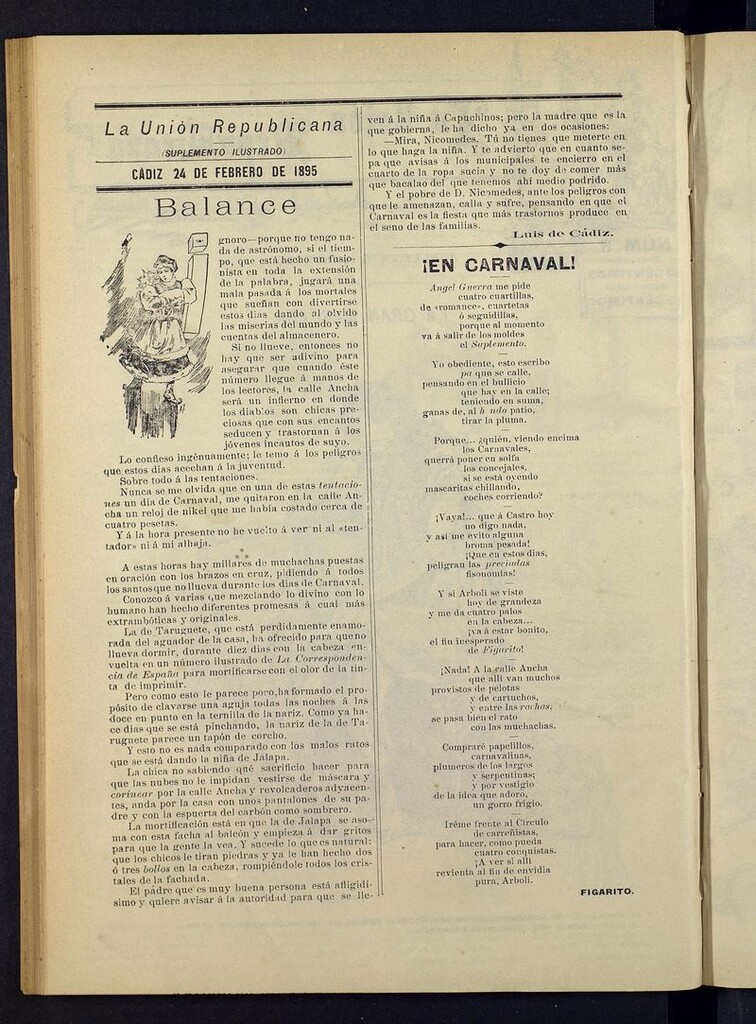 La Unión Republicana
(SUPLEMENTO ILUSTRADO)
CÁDIZ 24 DE FEBRERO DE 1895
Balance
gnoro—porque no tengo na-
da de astrónomo, si el tiem-
po, que está hecho un fusio-
nista en toda la extensión
de la palabra, jugará una
mala pasada á los mortales
que sueñan con divertirse
estos dias dando al olvido
las miserias del mundo y las
cuentas del almacenero.
Si no llueve, entonces no
hay que ser adivino para
asegurar que cuando éste
número llegue á manos de
los lectores, la calle Ancha
será un infierno en donde
los diablos son chicas pre-
ciosas que con sus encantos
seducen y trastornan á los
jóvenes incautos de suyo.
Lo confieso ingénuamente; le temo á los peligros
que estos dias acechan á la juventud.
Sobre todo á las tentaciones.
Nunca se me olvida que en una de estas tentacio-
nes un dia de Carnaval, me quitaron en la calle An-
cha un reloj de nikel que me había costado cerca de
cuatro pesetas.
Y á la hora presente no he vuelto á ver ni al «ten-
tador» ni á mi alhaja.
A estas horas hay millares de muchachas puestas
en oración con los brazos en cruz, pidiendo á todos
los santos que no llueva durante los dias de Carnaval.
Conozco á varias que mezclando lo divino con lo
humano han hecho diferentes promesas á cual más
extrambóticas y originales.
La de Taruguete, que está perdidamente enamo-
rada del aguador de la casa, ha ofrecido para que no
llueva dormir, durante diez dias con la cabeza en-
vuelta en un número ilustrado de La Corresponden-
cia de España para mortificarse con el olor de la tin-
ta de imprimir.
Pero como esto le parece poco, ha formado el pro-
pósito de clavarse una aguja todas las noches á las
doce en punto en la ternilla de la nariz. Como ya ha-
ce dias que se está pinchando, la nariz de la de Ta-
ruguete parece un tapón de corcho.
Y esto no es nada comparado con los malos ratos
que se está dando la niña de Jalapa.
La chica no sabiendo qué sacrificio hacer para
que las nubes no le impidan vestirse de máscara y
corinear por la calle Ancha y revolcaderos adyacen-
tes, anda por la casa con unos pantalones de su pa-
dre y con la espuerta del carbón como sombrero.
La mortificación está en que la de Jalapa se aso-
ma con esta facha al balcón y empieza á dar gritos
para que la gente la vea. Y sucede lo que es natural:
que los chicos le tiran piedras y ya le han hecho dos
ó tres bollos en la cabeza, rompiéndole todos los cris-
tales de la fachada.
El pádre que es muy buena persona está afligidi-
simo y quiere avisar á la autoridad para que se lle-
ven á la niña á Capuchinos; pero la madre que es la
que gobierna, le ha dicho ya en dos ocasiones:
—Mira, Nicomedes. Tú no tienes que meterte en
lo que haga la niña. Y te advierto que en cuanto se-
pa que avisas á los municipales te encierro en el
cuarto de la ropa sucia y no te doy de comer más
que bacalao del que tenemos ahi medio podrido.
Y el pobre de D. Nicomedes, ante los peligros con
que le amenazan, calla y sufre, pensando en que el
Carnaval es la fiesta que más trastornos produce en
el seno de las familias.
Luis de Cádiz.
¡EN CARNAVAL!
Angel Guerra me pide
cuatro cuartillas,
de «romance», cuartetas
ó seguidillas,
porque al momento
va á salir de los moldes
el Suplemento.
Yo obediente, esto escribo
pa que se calle,
pensando en el bullicio
que hay en la calle;
teniendo en suma,
ganas de, al h ndo patio,
tirar la pluma.
Porque... ¿quién, viendo encima
los Carnavales,
querrá poner en solfa
los concejales,
si se está oyendo
mascaritas chillando,
coches corriendo?
¡Vaya!... que á Castro hoy
no digo nada,
y así me evito alguna
broma pesada!
¡Que en estos dias,
peligran las preciadas
fisonomías!
Y si Arbolí se viste
hoy de grandeza
y me da cuatro palos
en la cabeza...
¡va á estar bonito,
el fin inesperado
de Figarito!
¡Nada! A la calle Ancha
que alli van muchos
provistos de pelotas
y de cartuchos,
y entre las rachas;
se pasa bien el rato
con las muchachas.
Compraré papelillos,
carnavalinas,
plumeros de los largos
y serpentinas;
y por vestigio
de la idea que adoro,
un gorro frigio.
Iréme frente al Circulo
de carreñistas,
para hacer, como pueda
cuatro conquistas.
¡A ver si alli
revienta al fin de envidia
pura, Arbolí.
FIGARITO.